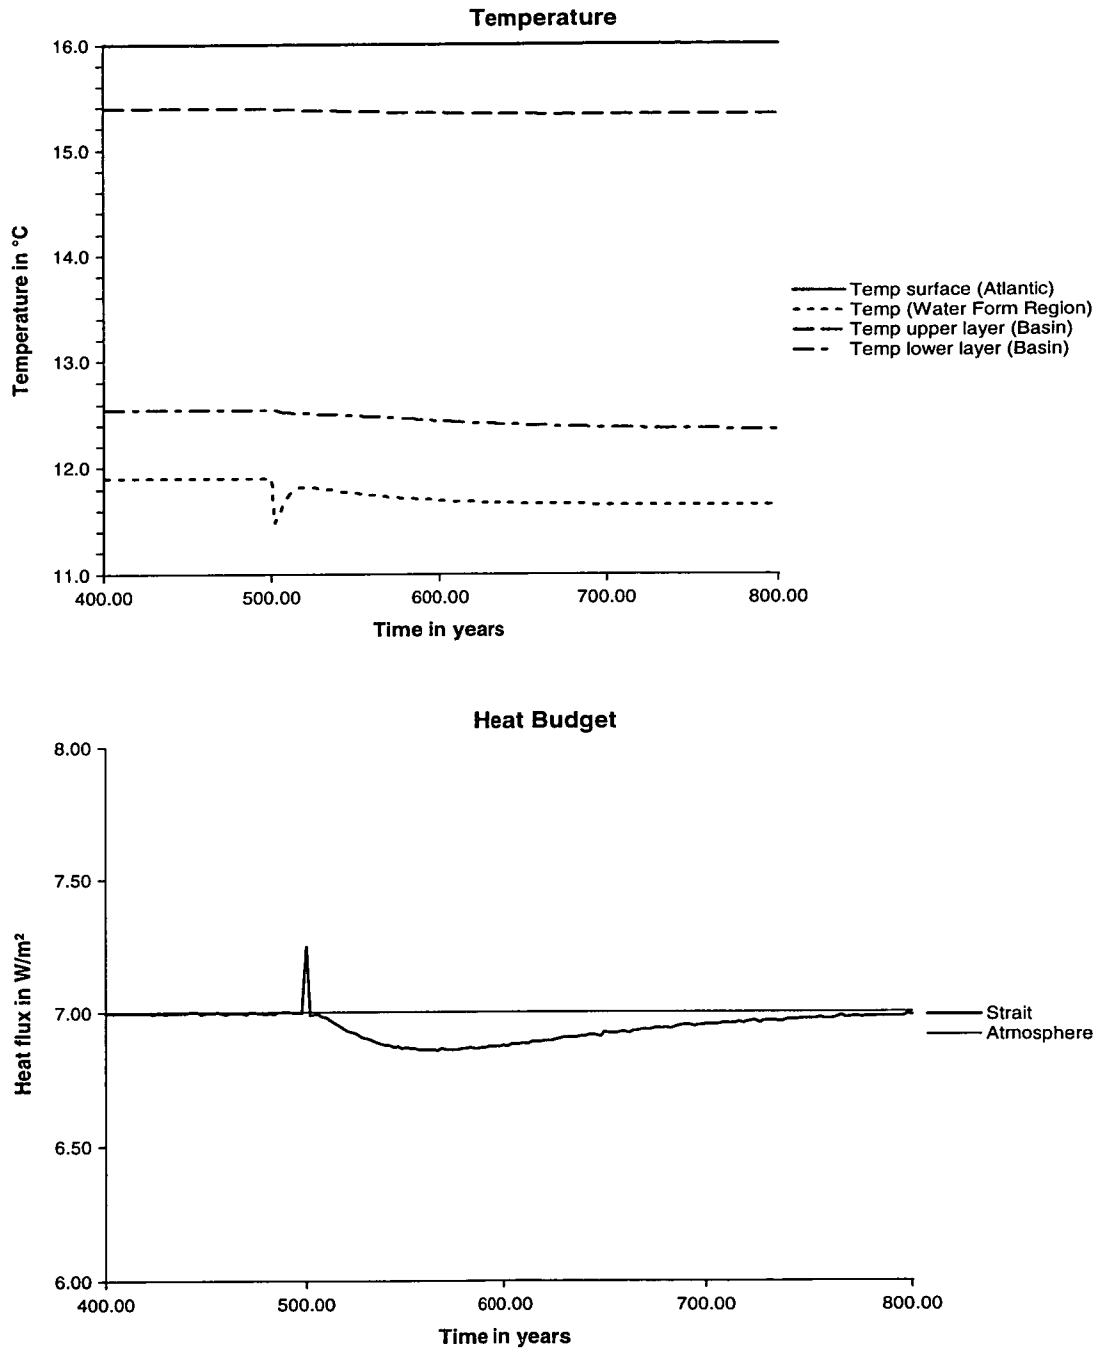 Temperature
16.0
15.0
14.0
13.0
12.0
11.0
Temperature in °C
400.00 500.00 600.00 700.00 800.00
Time in years
Temp surface (Atlantic)
Temp (Water Form Region)
Temp upper layer (Basin)
Temp lower layer (Basin)
Heat Budget
8.00
7.50
7.00
6.50
6.00
Heat flux in W/m²
400.00 500.00 600.00 700.00 800.00
Time in years
Strait
Atmosphere